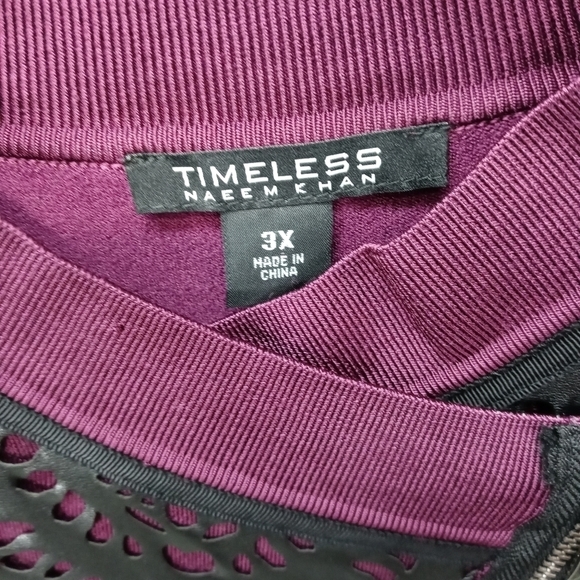 TIMELESS
NAEEM KHAN
3X
MADE IN
CHINA